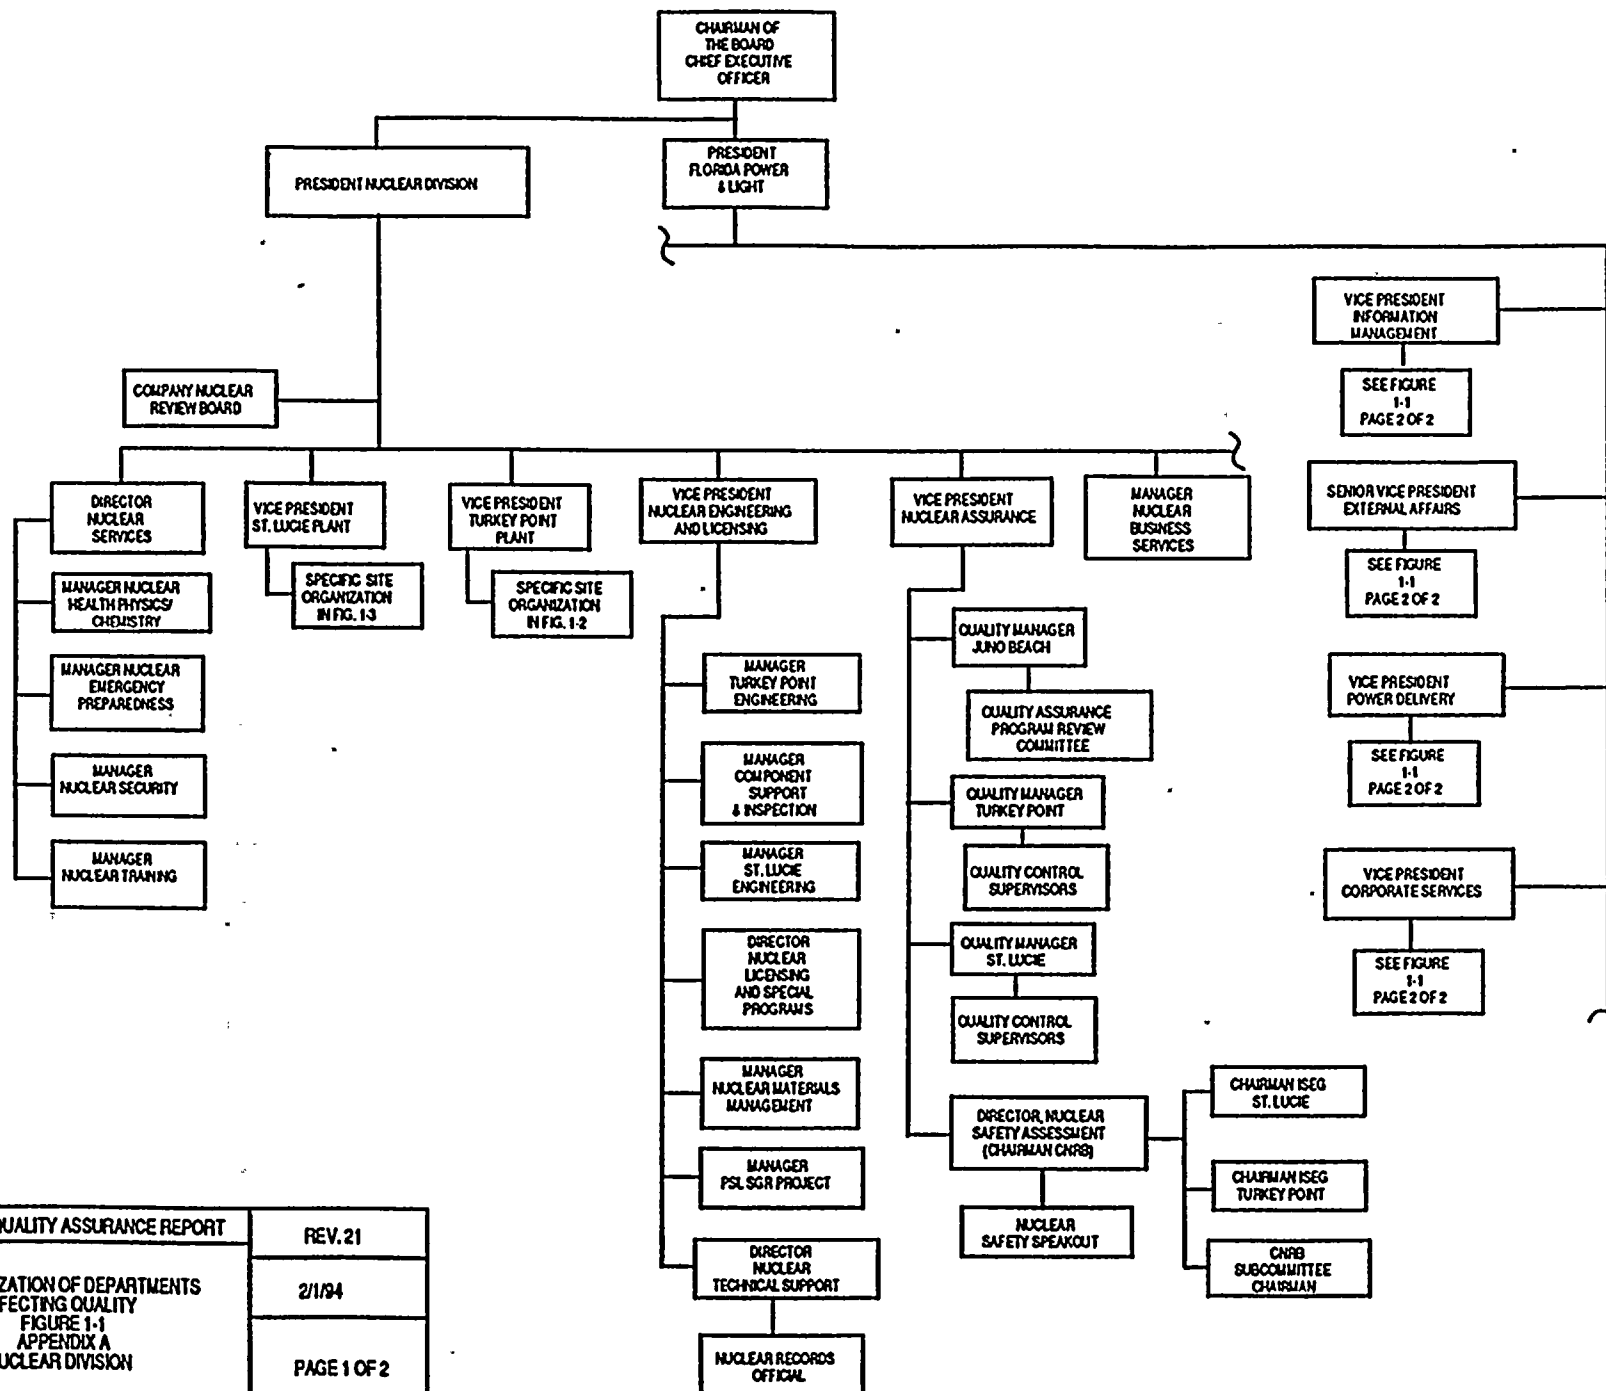 CHAIRMAN OF
THE BOARD
CHIEF EXECUTIVE
OFFICER
PRESIDENT NUCLEAR DIVISION
PRESIDENT
FLORIDA POWER
& LIGHT
VICE PRESIDENT
INFORMATION
MANAGEMENT
SEE FIGURE
1-1
PAGE 2 OF 2
COMPANY NUCLEAR
REVIEW BOARD
SENIOR VICE PRESIDENT
EXTERNAL AFFAIRS
SEE FIGURE
1-1
PAGE 2 OF 2
VICE PRESIDENT
POWER DELIVERY
SEE FIGURE
1-1
PAGE 2 OF 2
VICE PRESIDENT
CORPORATE SERVICES
SEE FIGURE
1-1
PAGE 2 OF 2
DIRECTOR
NUCLEAR
SERVICES
MANAGER NUCLEAR
HEALTH PHYSICS/
CHEMISTRY
MANAGER NUCLEAR
EMERGENCY
PREPAREDNESS
MANAGER
NUCLEAR SECURITY
MANAGER
NUCLEAR TRAINING
VICE PRESIDENT
ST. LUCIE PLANT
SPECIFIC SITE
ORGANIZATION
IN FIG. 1-3
VICE PRESIDENT
TURKEY POINT
PLANT
SPECIFIC SITE
ORGANIZATION
IN FIG. 1-2
VICE PRESIDENT
NUCLEAR ENGINEERING
AND LICENSING
MANAGER
TURKEY POINT
ENGINEERING
MANAGER
COMPONENT
SUPPORT
& INSPECTION
MANAGER
ST. LUCIE
ENGINEERING
DIRECTOR
NUCLEAR
LICENSING
AND SPECIAL
PROGRAMS
MANAGER
NUCLEAR MATERIALS
MANAGEMENT
MANAGER
PSL SGR PROJECT
DIRECTOR
NUCLEAR
TECHNICAL SUPPORT
NUCLEAR RECORDS
OFFICIAL
VICE PRESIDENT
NUCLEAR ASSURANCE
QUALITY MANAGER
JUNO BEACH
QUALITY ASSURANCE
PROGRAM REVIEW
COMMITTEE
QUALITY MANAGER
TURKEY POINT
QUALITY CONTROL
SUPERVISORS
QUALITY MANAGER
ST. LUCIE
QUALITY CONTROL
SUPERVISORS
DIRECTOR, NUCLEAR
SAFETY ASSESSMENT
(CHAIRMAN CNRB)
NUCLEAR
SAFETY SPEAKOUT
CHAIRMAN ISEG
ST. LUCIE
CHAIRMAN ISEG
TURKEY POINT
CNRB
SUBCOMMITTEE
CHAIRMAN
MANAGER
NUCLEAR
BUSINESS
SERVICES
QUALITY ASSURANCE REPORT
REV. 21
ZATION OF DEPARTMENTS
FECTING QUALITY
FIGURE 1-1
APPENDIX A
UCLEAR DIVISION
2/1/94
PAGE 1 OF 2